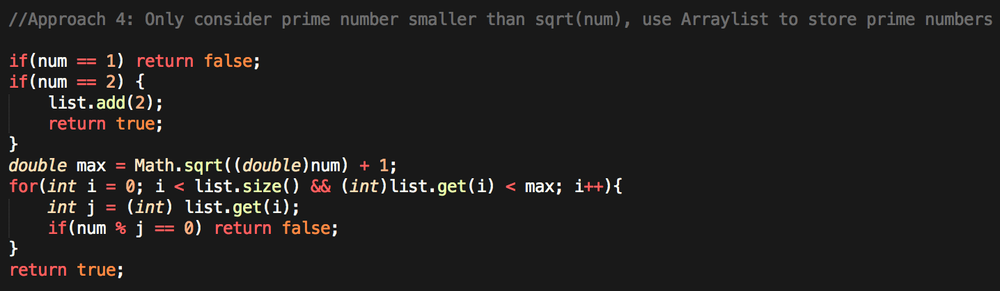 //Approach 4: Only consider prime number smaller than sqrt(num), use Arraylist to store prime numbers
if(num == 1) return false;
if(num == 2) {
    list.add(2);
    return true;
}
double max = Math.sqrt((double)num) + 1;
for(int i = 0; i < list.size() && (int)list.get(i) < max; i++){
    int j = (int) list.get(i);
    if(num % j == 0) return false;
}
return true;